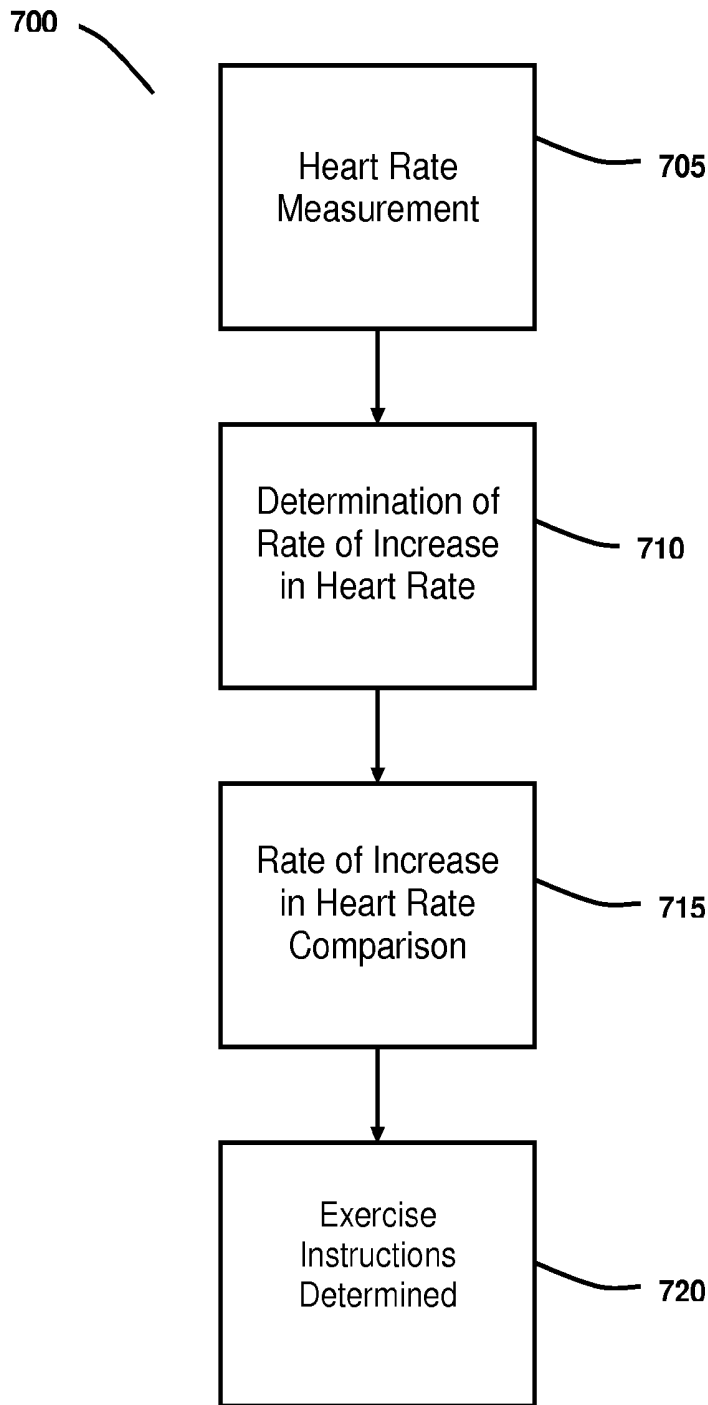 700
Heart Rate
Measurement
705
Determination of
Rate of Increase
in Heart Rate
710
Rate of Increase
in Heart Rate
Comparison
715
Exercise
Instructions
Determined
720